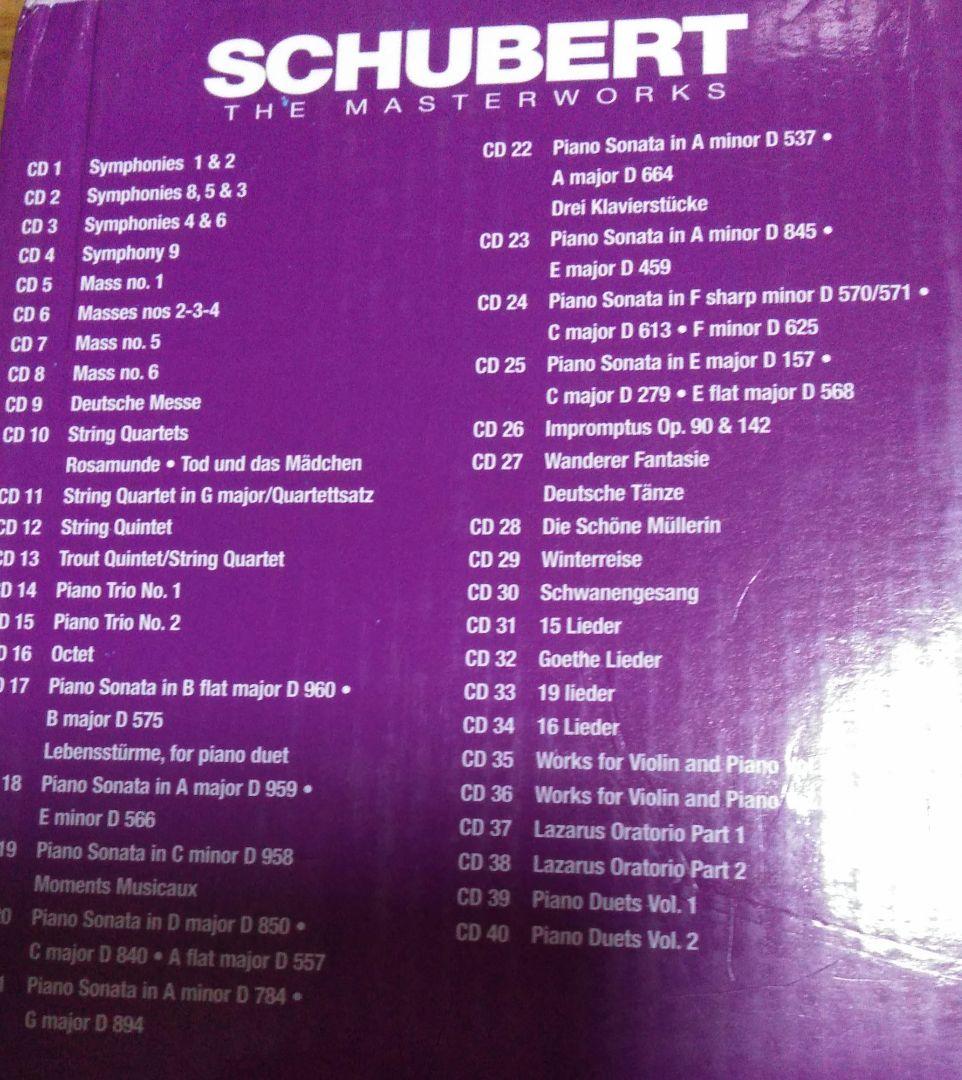 SCHUBERT
THE MASTERWORKS
CD 1 Symphonies 1 & 2
CD 2 Symphonies 8, 5 & 3
CD 3 Symphonies 4 & 6
CD 4 Symphony 9
CD 5 Mass no. 1
CD 6 Masses nos 2-3-4
CD 7 Mass no. 5
CD 8 Mass no. 6
CD 9 Deutsche Messe
CD 10 String Quartets
Rosamunde • Tod und das Mädchen
CD 11 String Quartet in G major/Quartettsatz
CD 12 String Quintet
CD 13 Trout Quintet/String Quartet
D 14 Piano Trio No. 1
D 15 Piano Trio No. 2
D 16 Octet
17 Piano Sonata in B flat major D 960 •
B major D 575
Lebensstürme, for piano duet
18 Piano Sonata in A major D 959 •
E minor D 566
19 Piano Sonata in C minor D 958
Moments Musicaux
0 Piano Sonata in D major D 850 •
C major D 840 • A flat major D 557
Piano Sonata in A minor D 784 •
G major D 894
CD 22 Piano Sonata in A minor D 537 •
A major D 664
Drei Klavierstücke
CD 23 Piano Sonata in A minor D 845 •
E major D 459
CD 24 Piano Sonata in F sharp minor D 570/571 •
C major D 613 • F minor D 625
CD 25 Piano Sonata in E major D 157 •
C major D 279 • E flat major D 568
CD 26 Impromptus Op. 90 & 142
CD 27 Wanderer Fantasie
Deutsche Tänze
CD 28 Die Schöne Müllerin
CD 29 Winterreise
CD 30 Schwanengesang
CD 31 15 Lieder
CD 32 Goethe Lieder
CD 33 19 lieder
CD 34 16 Lieder
CD 35 Works for Violin and Piano
CD 36 Works for Violin and Piano
CD 37 Lazarus Oratorio Part 1
CD 38 Lazarus Oratorio Part 2
CD 39 Piano Duets Vol. 1
CD 40 Piano Duets Vol. 2